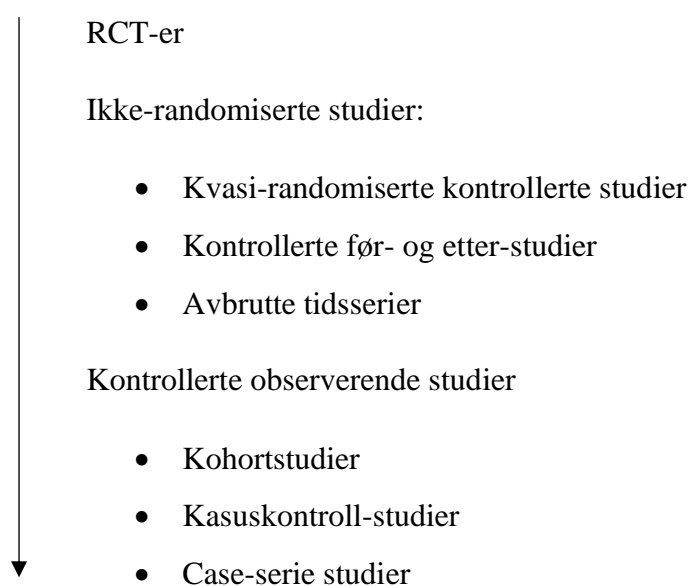 RCT-er
Ikke-randomiserte studier:
• Kvasi-randomiserte kontrollerte studier
• Kontrollerte før- og etter-studier
• Avbrutte tidsserier
Kontrollerte observerende studier
• Kohortstudier
• Kasuskontroll-studier
• Case-serie studier